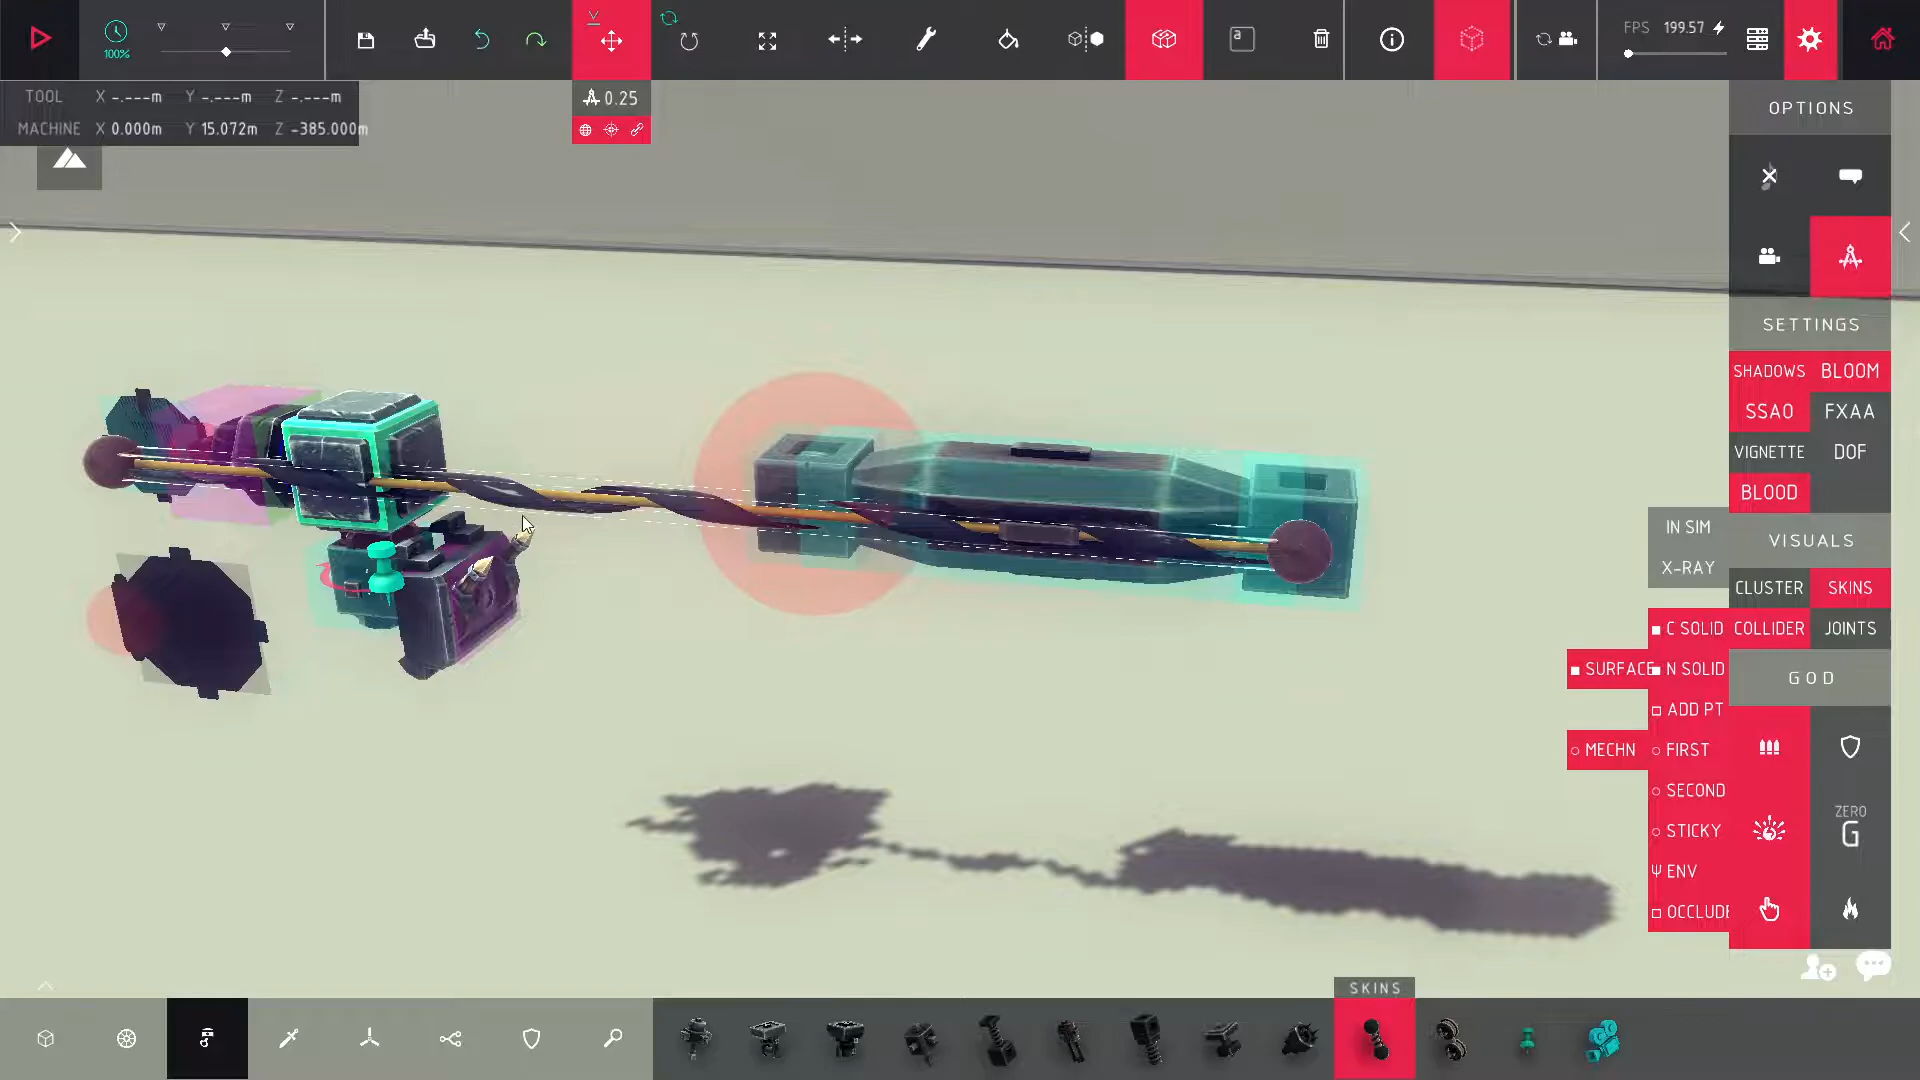 100%
FPS 199.57
a
TOOL X -.---m Y -.---m Z -.---m
MACHINE X 0.000m Y 15.072m Z -385.000m
0.25
OPTIONS
SETTINGS
SHADOWS BLOOM
SSAO FXAA
VIGNETTE DOF
BLOOD
IN SIM
VISUALS
X-RAY
CLUSTER SKINS
C SOLID COLLIDER JOINTS
SURFACE N SOLID
GOD
ADD PT
MECHN FIRST
SECOND
ZERO
G
STICKY
ENV
OCCLUDE
SKINS